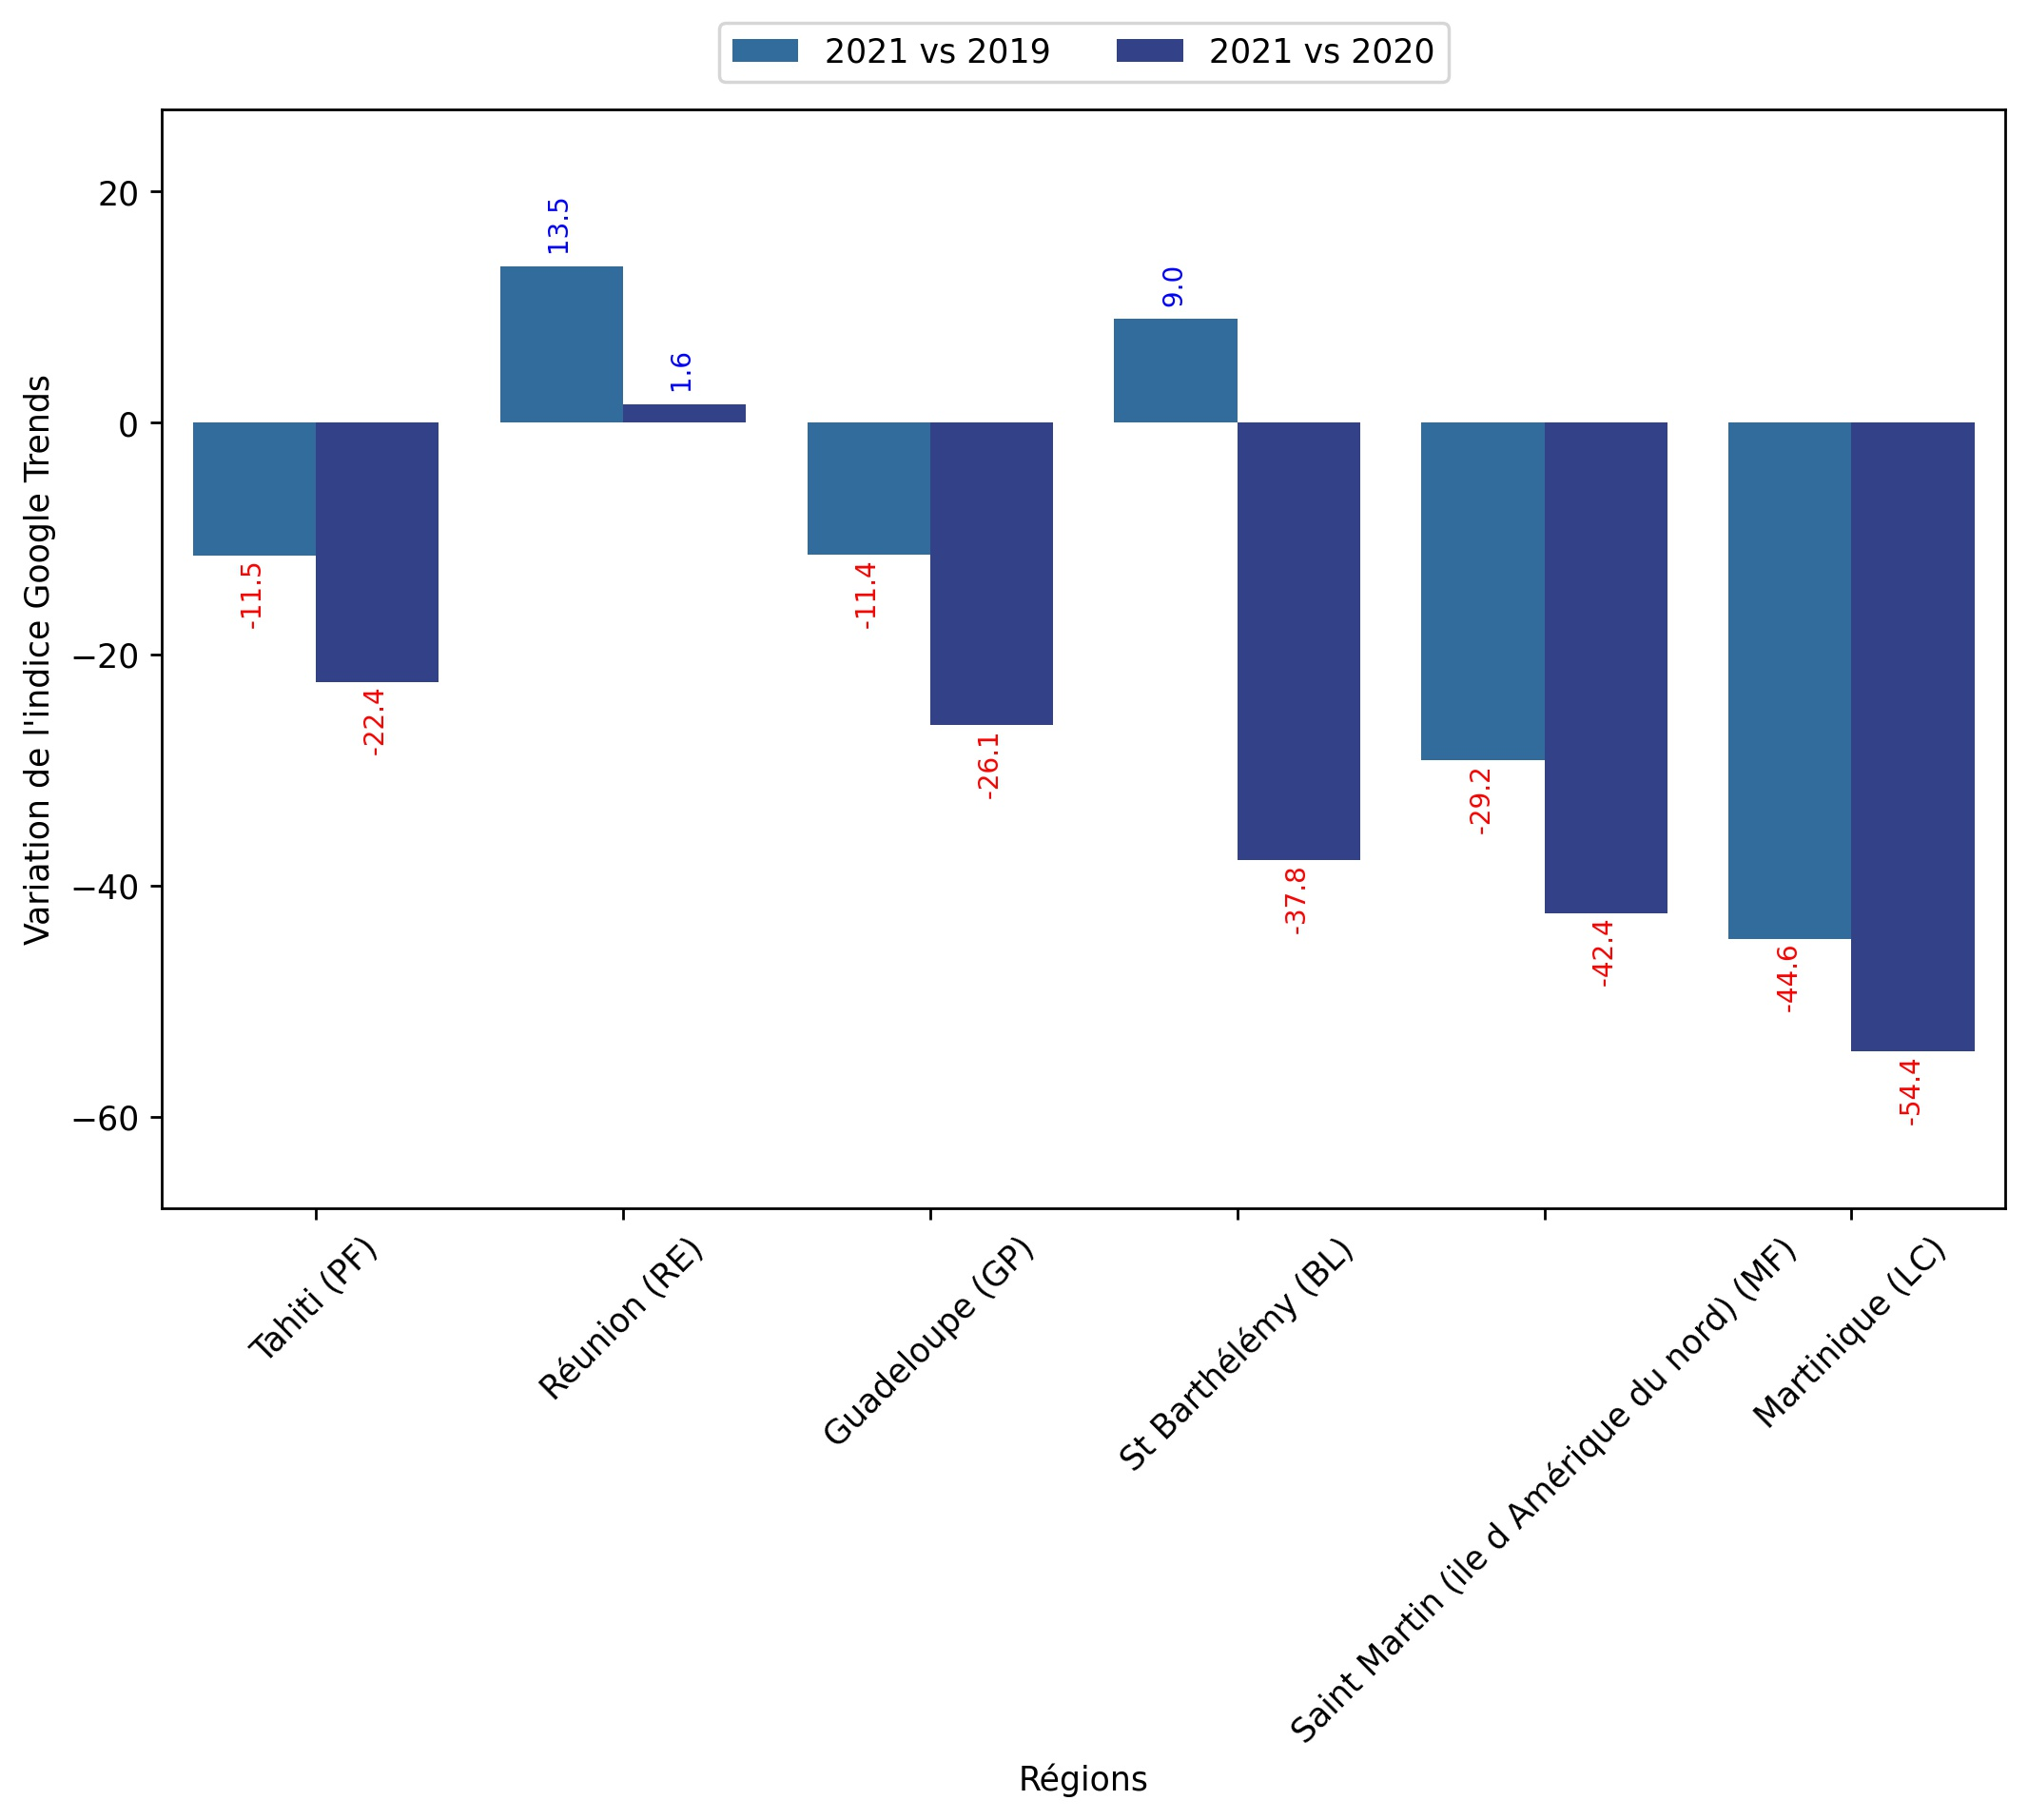 2021 vs 2019
2021 vs 2020
Variation de l'indice Google Trends
20
0
−20
−40
−60
-11.5
-22.4
13.5
1.6
-11.4
-26.1
9.0
-37.8
-29.2
-42.4
-44.6
-54.4
Tahiti (PF)
Réunion (RE)
Guadeloupe (GP)
St Barthélémy (BL)
Saint Martin (ile d Amérique du nord) (MF)
Martinique (LC)
Régions